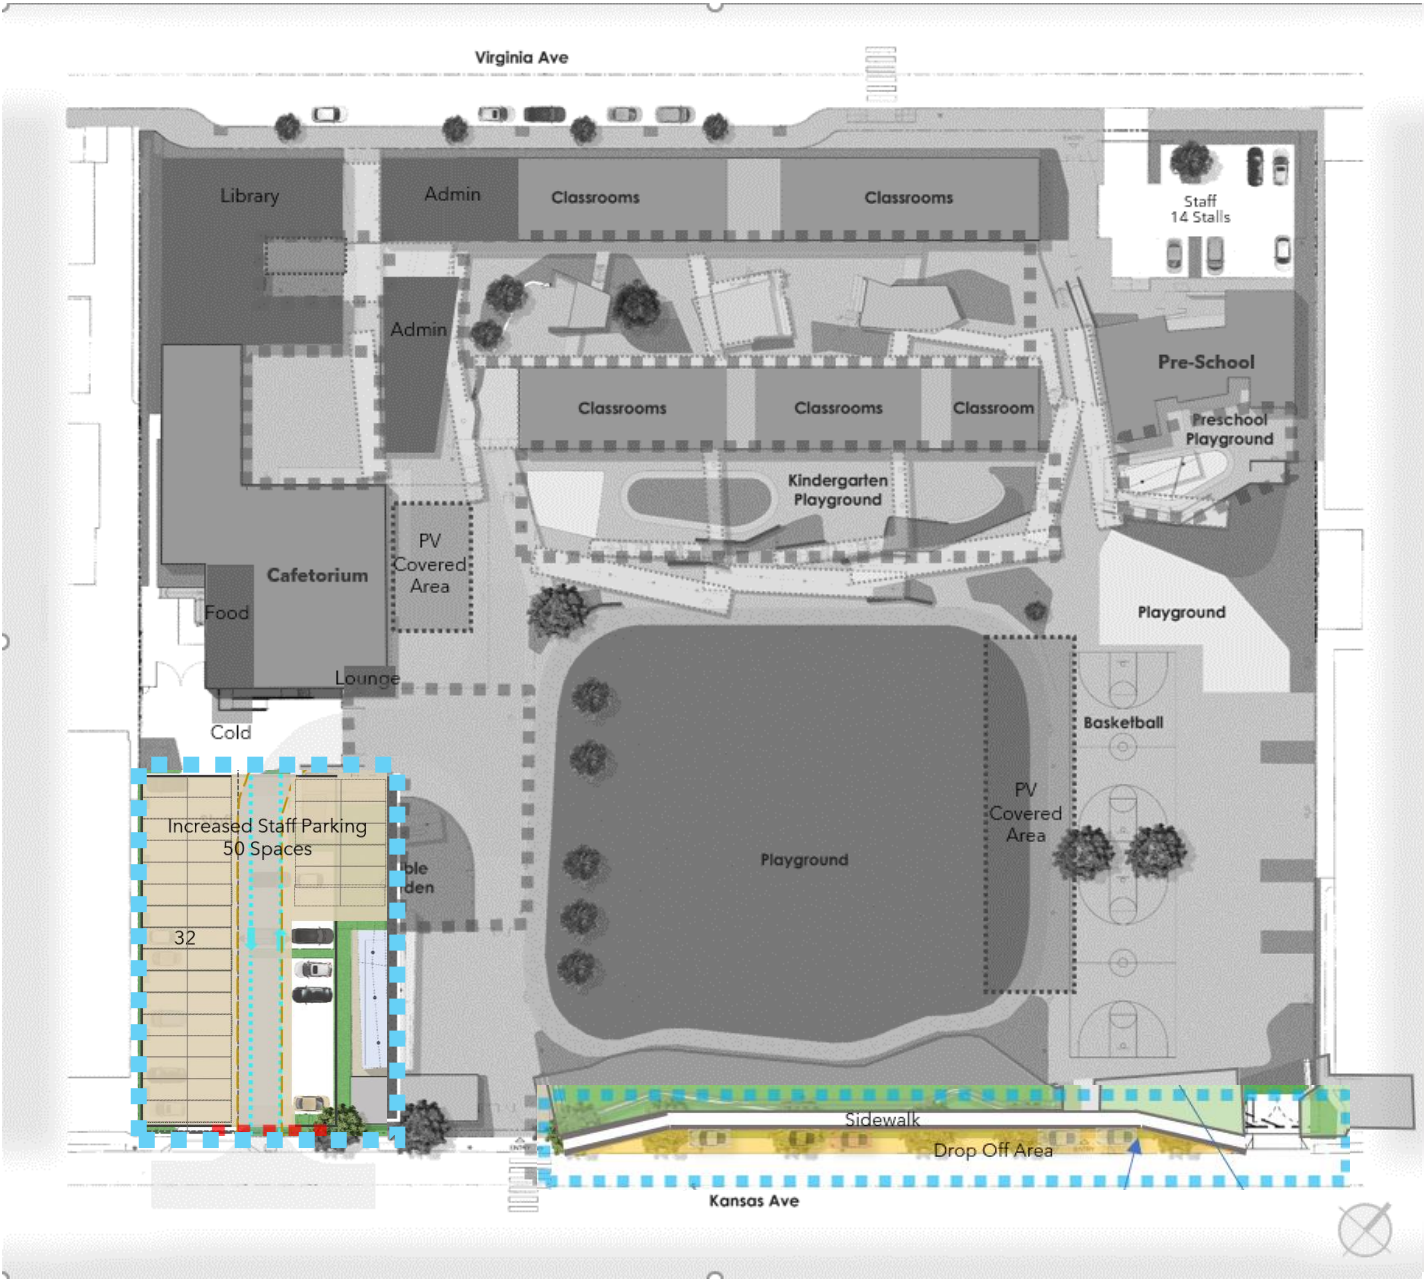 Virginia Ave
Library
Admin
Classrooms
Classrooms
Staff
14 Stalls
Admin
Pre-School
Classrooms
Classrooms
Classroom
Preschool
Playground
Kindergarten
Playground
PV
Covered
Area
Cafetorium
Food
Playground
Lounge
Cold
Basketball
Increased Staff Parking
50 Spaces
PV
Covered
Area
Playground
ble
den
32
Sidewalk
Drop Off Area
Kansas Ave